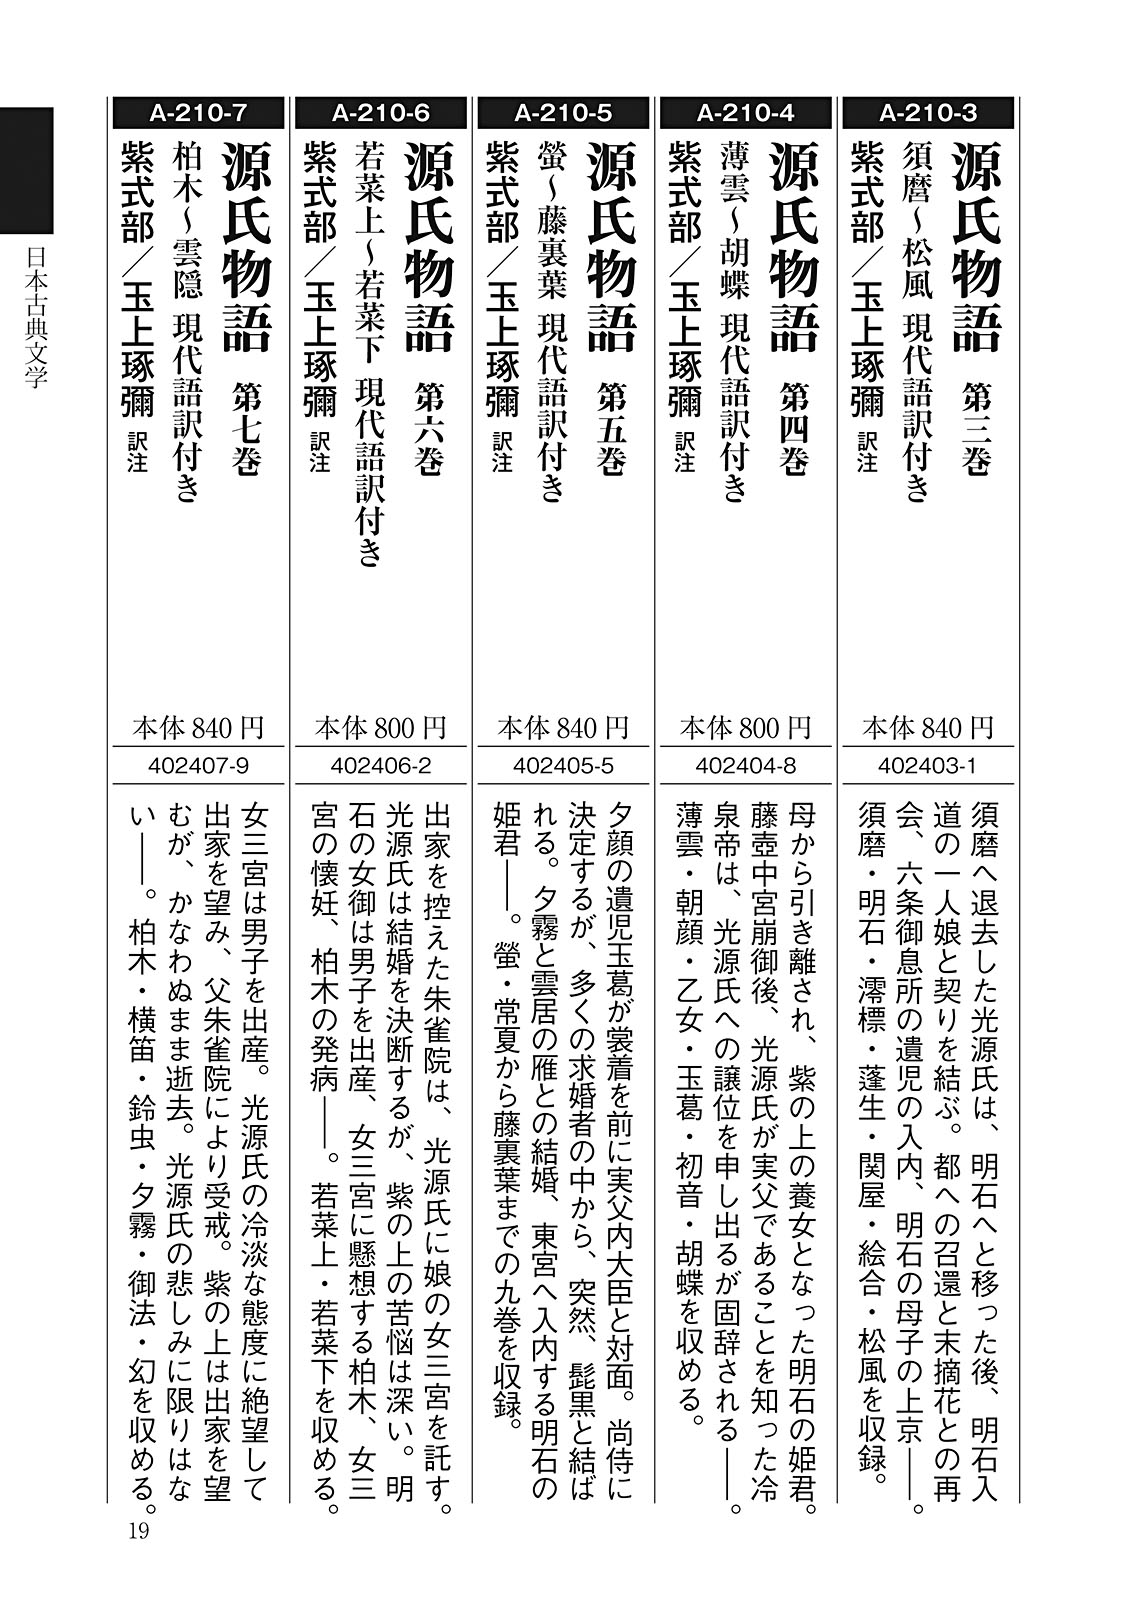 日本古典文学
A-210-3
源氏物語 第三巻
須磨～松風 現代語訳付き
紫式部／玉上琢彌 訳注
本体 840 円
402403-1
須磨へ退去した光源氏は、明石へと移った後、明石入
道の一人娘と契りを結ぶ。都への召還と末摘花との再
会、六条御息所の遺児の入内、明石の母子の上京――。
須磨・明石・澪標・蓬生・関屋・絵合・松風を収録。
A-210-4
源氏物語 第四巻
薄雲～胡蝶 現代語訳付き
紫式部／玉上琢彌 訳注
本体 800 円
402404-8
母から引き離され、紫の上の養女となった明石の姫君。
藤壺中宮崩御後、光源氏が実父であることを知った冷
泉帝は、光源氏への譲位を申し出るが固辞される――。
薄雲・朝顔・乙女・玉葛・初音・胡蝶を収める。
A-210-5
源氏物語 第五巻
螢～藤裏葉 現代語訳付き
紫式部／玉上琢彌 訳注
本体 840 円
402405-5
夕顔の遺児玉葛が裳着を前に実父内大臣と対面。尚侍に
決定するが、多くの求婚者の中から、突然、髭黒と結ば
れる。夕霧と雲居の雁との結婚、東宮へ入内する明石の
姫君――。螢・常夏から藤裏葉までの九巻を収録。
A-210-6
源氏物語 第六巻
若菜上～若菜下 現代語訳付き
紫式部／玉上琢彌 訳注
本体 800 円
402406-2
出家を控えた朱雀院は、光源氏に娘の女三宮を託す。
光源氏は結婚を決断するが、紫の上の苦悩は深い。明
石の女御は男子を出産、女三宮に懸想する柏木、女三
宮の懐妊、柏木の発病――。若菜上・若菜下を収める。
A-210-7
源氏物語 第七巻
柏木～雲隠 現代語訳付き
紫式部／玉上琢彌 訳注
本体 840 円
402407-9
女三宮は男子を出産。光源氏の冷淡な態度に絶望して
出家を望み、父朱雀院により受戒。紫の上は出家を望
むが、かなわぬまま逝去。光源氏の悲しみに限りはな
い――。柏木・横笛・鈴虫・夕霧・御法・幻を収める。
19